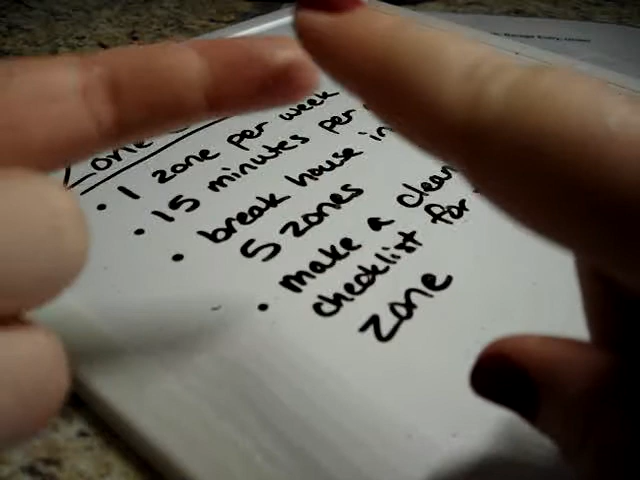 Zone
• 1 zone per week
• 15 minutes per
• break house in
5 zones
• make a clean
checklist for
zone